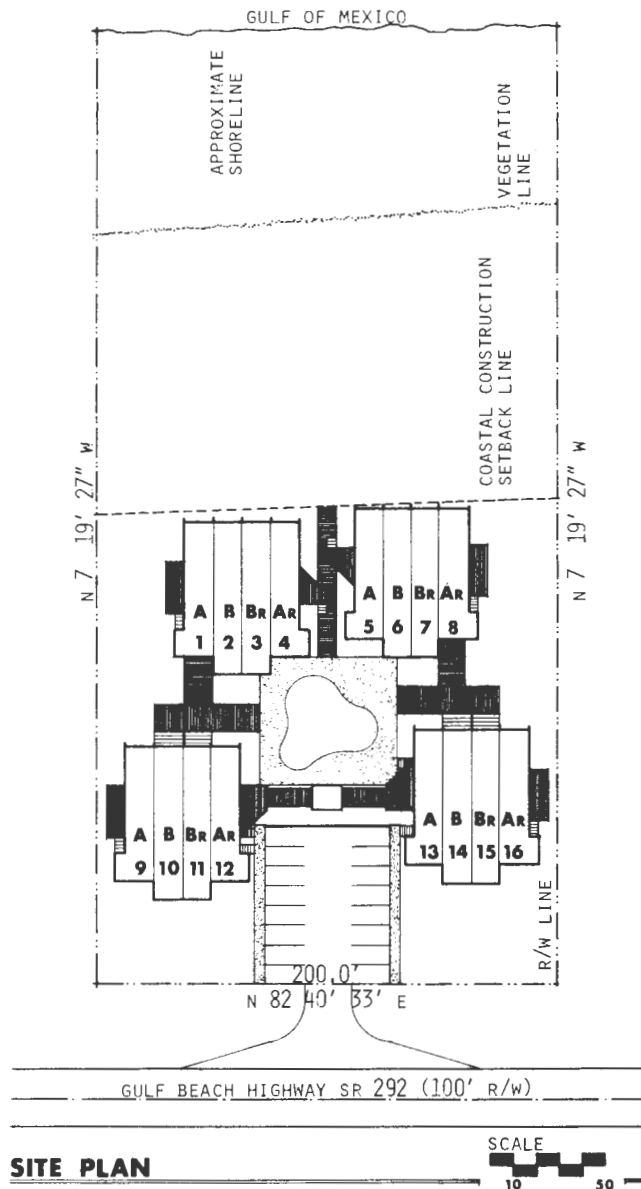 GULF OF MEXICO
APPROXIMATE
SHORELINE
VEGETATION
LINE
COASTAL CONSTRUCTION
SETBACK LINE
N 7 19' 27" W
N 7 19' 27" W
A B BR AR
1 2 3 4
A B BR AR
5 6 7 8
A B BR AR
9 10 11 12
A B BR AR
13 14 15 16
R/W LINE
200.0'
N 82 40' 33" E
GULF BEACH HIGHWAY SR 292 (100' R/W)
SITE PLAN
SCALE
10 50